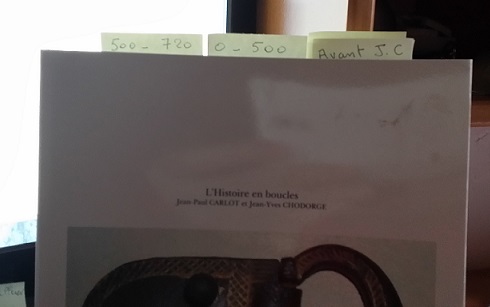 500 - 720
0 - 500
Avant J.C
L'Histoire en boucles
Jean-Paul CARLOT et Jean-Yves CHODORGE